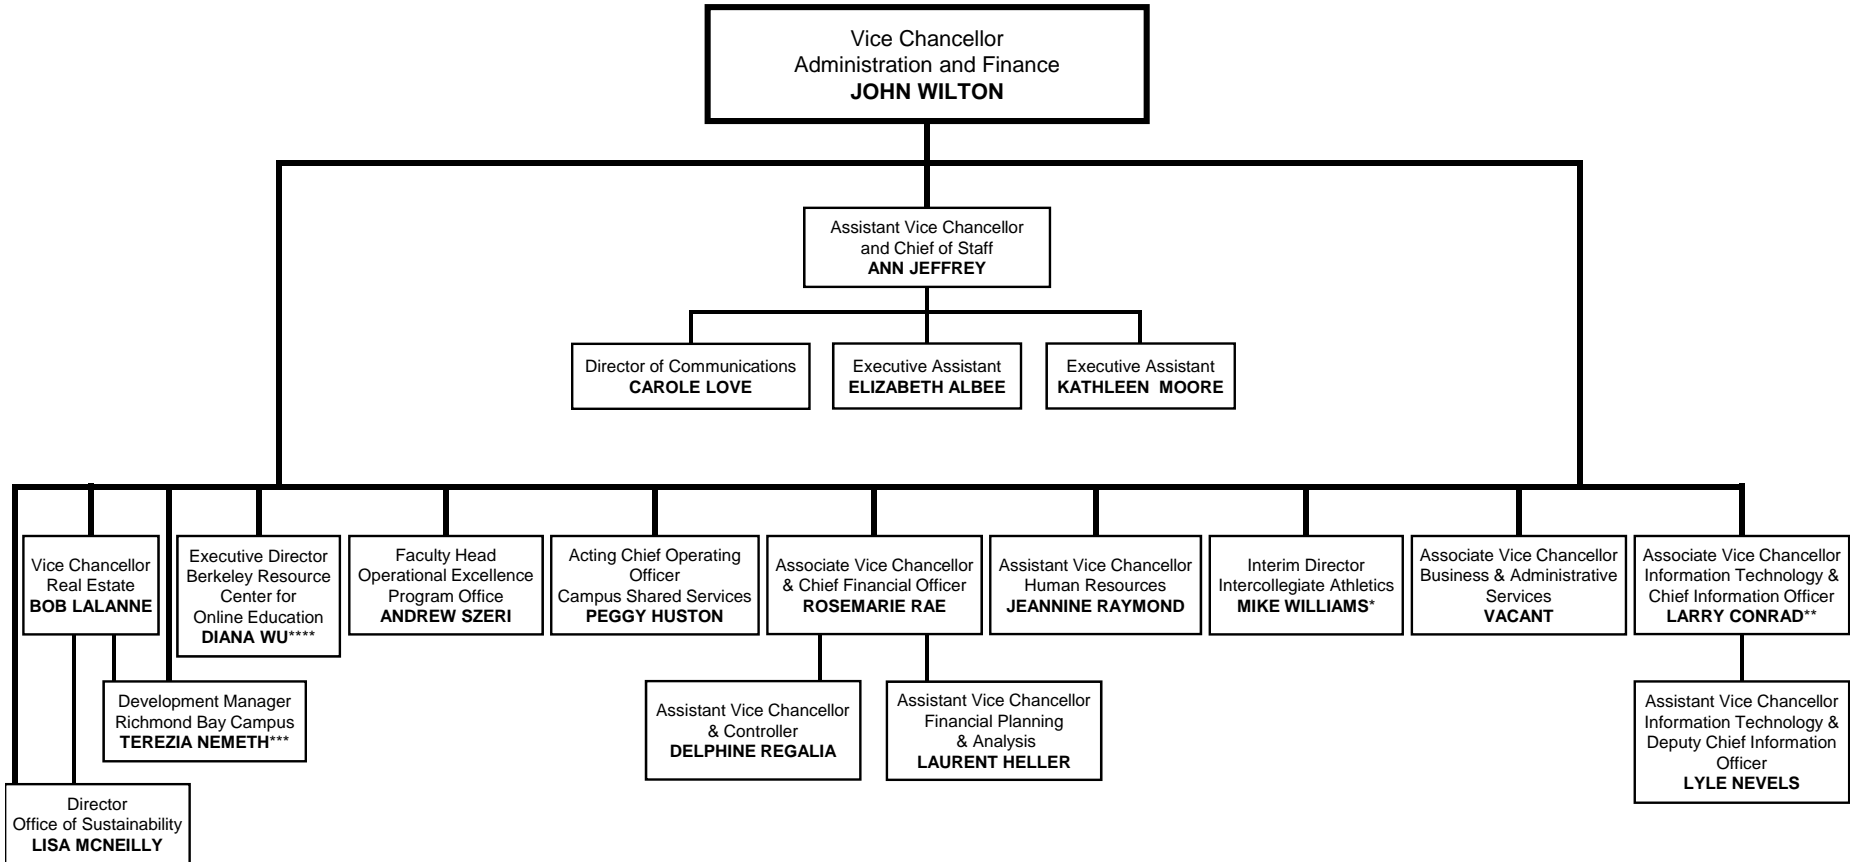 Vice Chancellor
Administration and Finance
JOHN WILTON
Assistant Vice Chancellor
and Chief of Staff
ANN JEFFREY
Director of Communications
CAROLE LOVE
Executive Assistant
ELIZABETH ALBEE
Executive Assistant
KATHLEEN MOORE
Vice Chancellor
Real Estate
BOB LALANNE
Executive Director
Berkeley Resource
Center for
Online Education
DIANA WU****
Faculty Head
Operational Excellence
Program Office
ANDREW SZERI
Acting Chief Operating
Officer
Campus Shared Services
PEGGY HUSTON
Associate Vice Chancellor
& Chief Financial Officer
ROSEMARIE RAE
Assistant Vice Chancellor
Human Resources
JEANNINE RAYMOND
Interim Director
Intercollegiate Athletics
MIKE WILLIAMS*
Associate Vice Chancellor
Business & Administrative
Services
VACANT
Associate Vice Chancellor
Information Technology &
Chief Information Officer
LARRY CONRAD**
Development Manager
Richmond Bay Campus
TEREZIA NEMETH***
Assistant Vice Chancellor
& Controller
DELPHINE REGALIA
Assistant Vice Chancellor
Financial Planning
& Analysis
LAURENT HELLER
Assistant Vice Chancellor
Information Technology &
Deputy Chief Information
Officer
LYLE NEVELS
Director
Office of Sustainability
LISA MCNEILLY